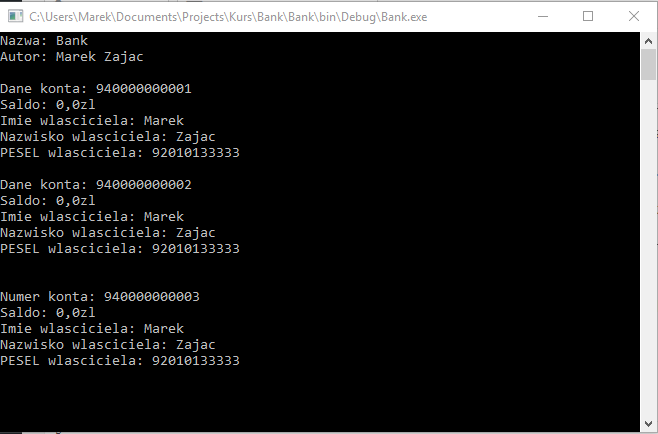 C:\Users\Marek\Documents\Projects\Kurs\Bank\Bank\bin\Debug\Bank.exe
Nazwa: Bank
Autor: Marek Zajac
Dane konta: 940000000001
Saldo: 0,0zl
Imie wlasciciela: Marek
Nazwisko wlasciciela: Zajac
PESEL wlasciciela: 92010133333
Dane konta: 940000000002
Saldo: 0,0zl
Imie wlasciciela: Marek
Nazwisko wlasciciela: Zajac
PESEL wlasciciela: 92010133333
Numer konta: 940000000003
Saldo: 0,0zl
Imie wlasciciela: Marek
Nazwisko wlasciciela: Zajac
PESEL wlasciciela: 92010133333